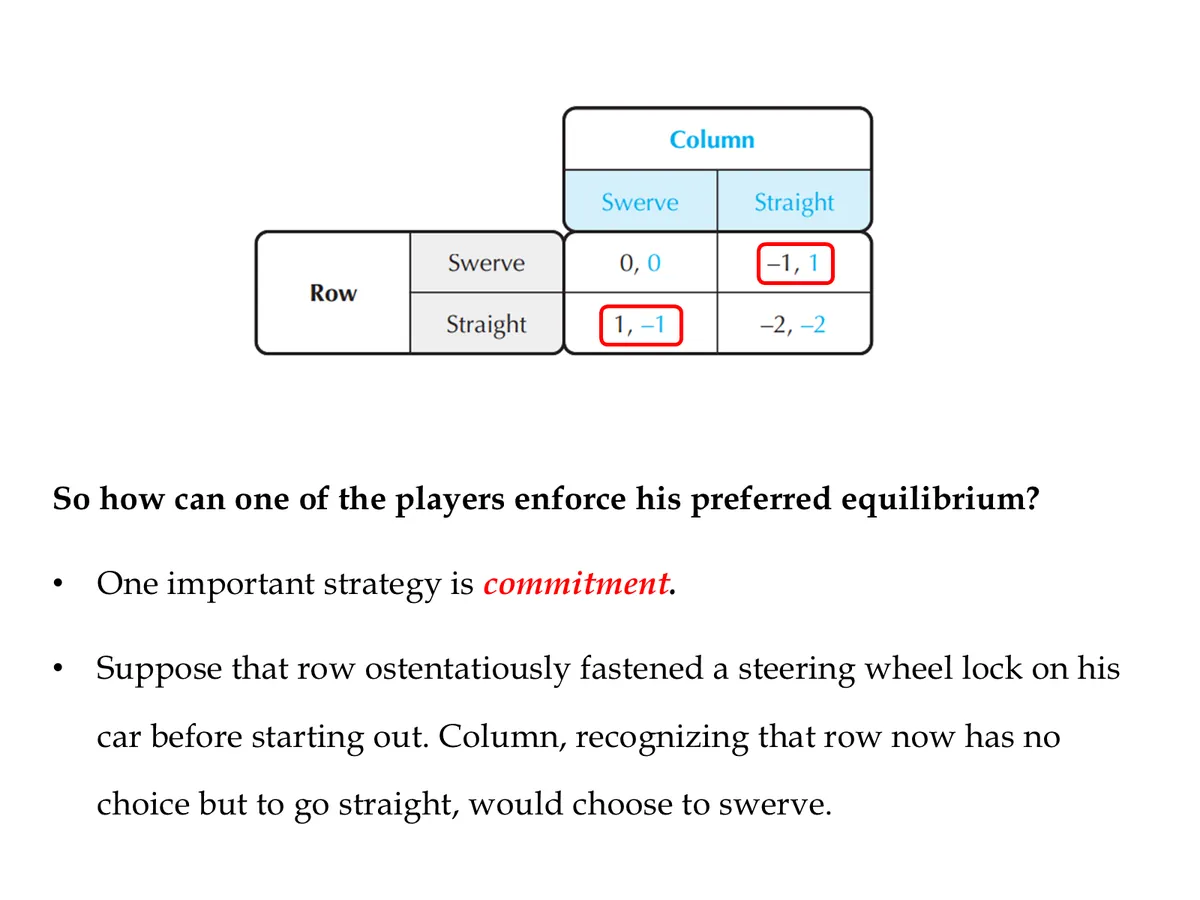 Column
Swerve Straight
Row
Swerve 0, 0 –1, 1
Straight 1, –1 –2, –2
So how can one of the players enforce his preferred equilibrium?
• One important strategy is commitment.
• Suppose that row ostentatiously fastened a steering wheel lock on his
car before starting out. Column, recognizing that row now has no
choice but to go straight, would choose to swerve.